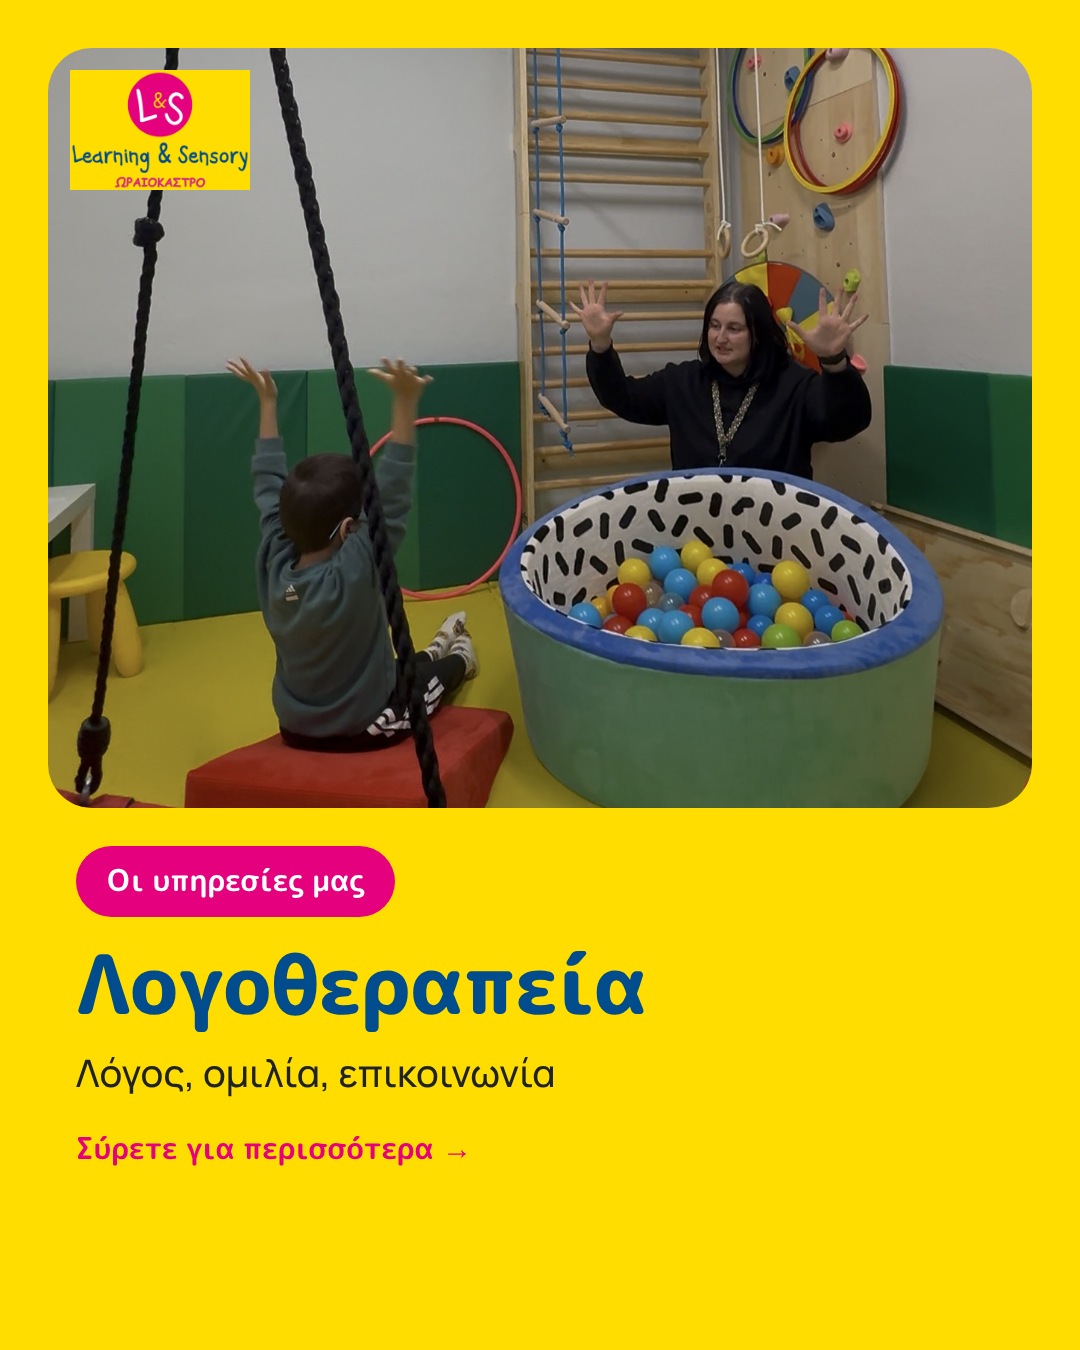 L&S
Learning & Sensory
ΩΡΑΙΟΚΑΣΤΡΟ
Οι υπηρεσίες μας
Λογοθεραπεία
Λόγος, ομιλία, επικοινωνία
Σύρετε για περισσότερα →